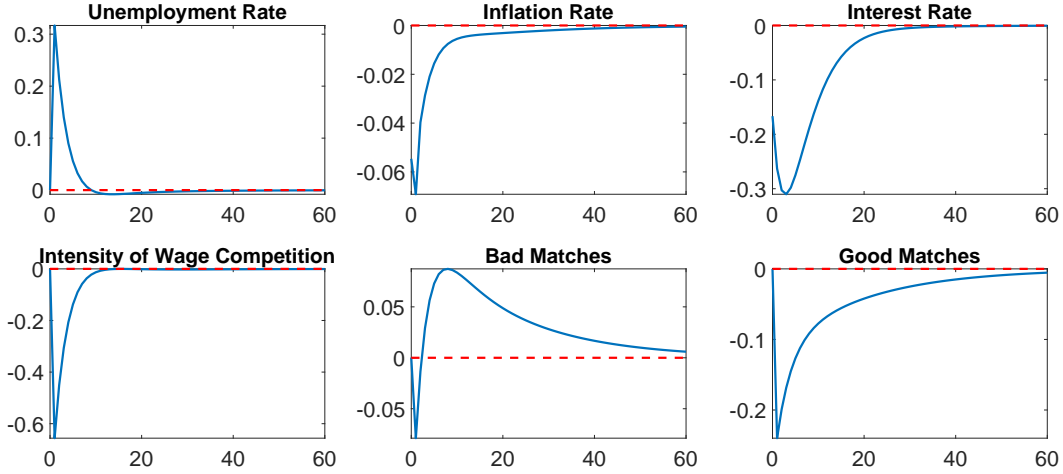 Unemployment Rate
0.3
0.2
0.1
0
0 20 40 60
Inflation Rate
0
-0.02
-0.04
-0.06
0 20 40 60
Interest Rate
0
-0.1
-0.2
-0.3
0 20 40 60
Intensity of Wage Competition
0
-0.2
-0.4
-0.6
0 20 40 60
Bad Matches
0.05
0
-0.05
0 20 40 60
Good Matches
0
-0.1
-0.2
0 20 40 60